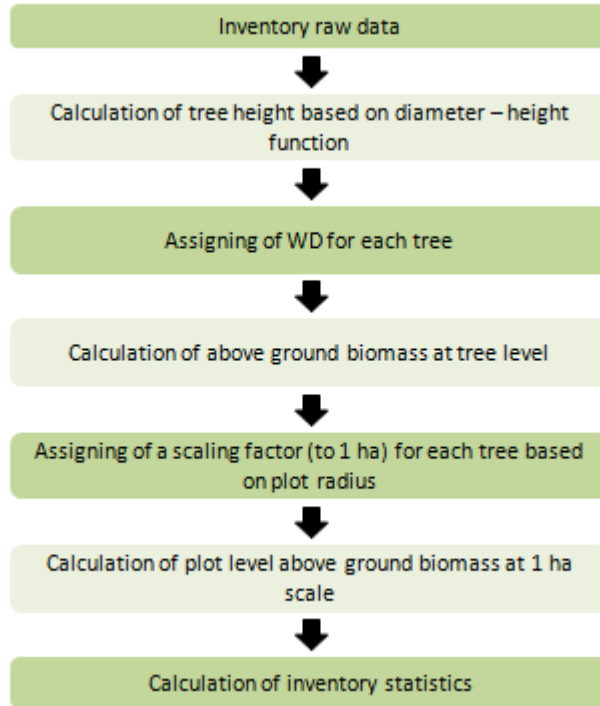 Inventory raw data
Calculation of tree height based on diameter – height
function
Assigning of WD for each tree
Calculation of above ground biomass at tree level
Assigning of a scaling factor (to 1 ha) for each tree based
on plot radius
Calculation of plot level above ground biomass at 1 ha
scale
Calculation of inventory statistics